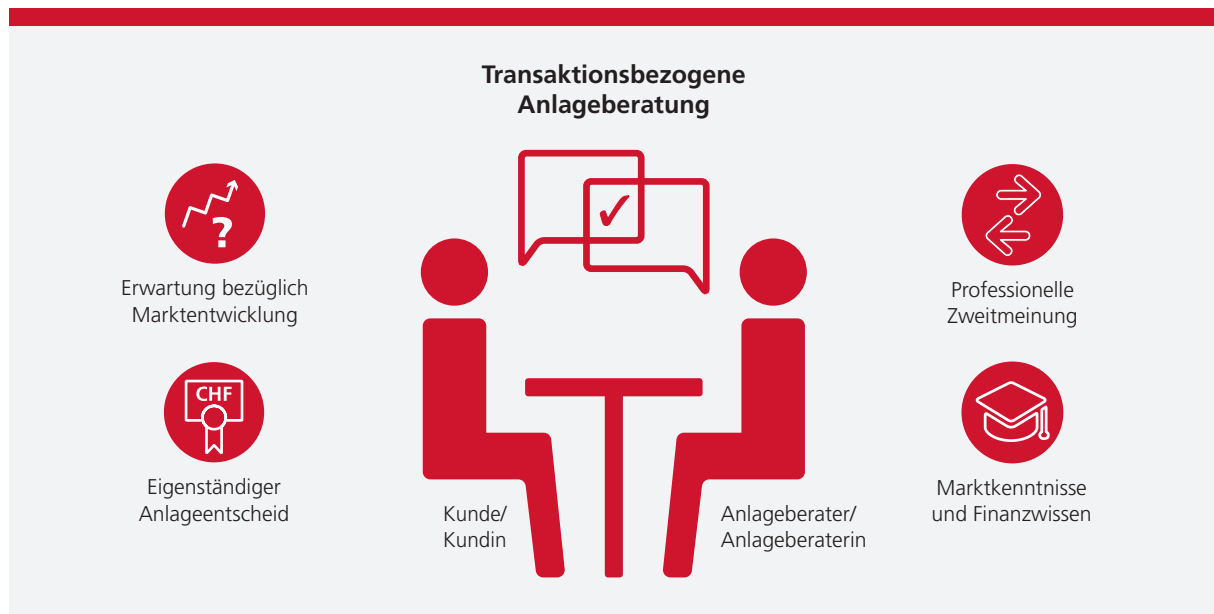 Transaktionsbezogene
Anlageberatung
?
Erwartung bezüglich
Marktentwicklung
CHF
Eigenständiger
Anlageentscheid
Kunde/
Kundin
Anlageberater/
Anlageberaterin
Professionelle
Zweitmeinung
Marktkenntnisse
und Finanzwissen